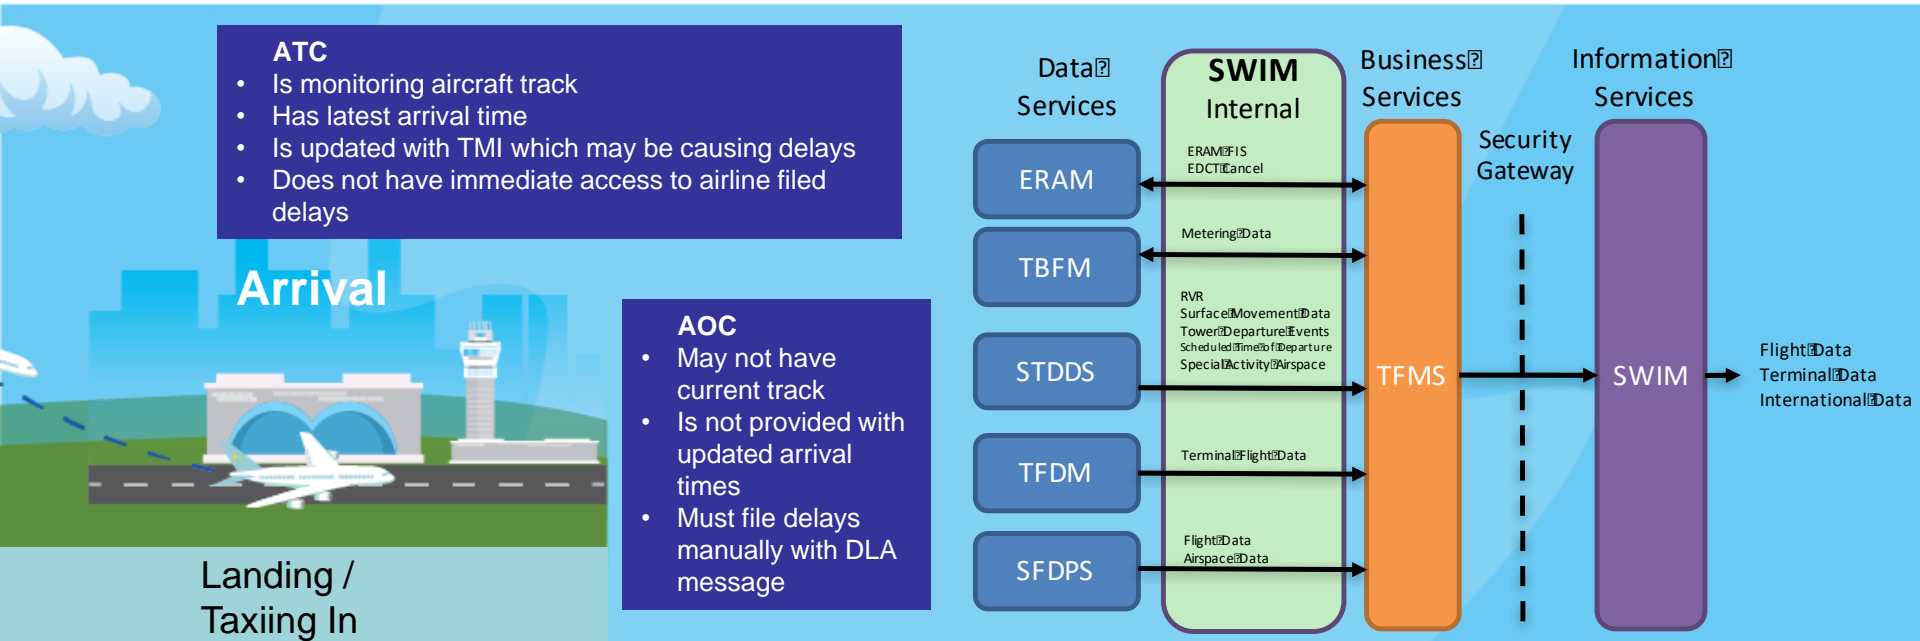 ATC
• Is monitoring aircraft track
• Has latest arrival time
• Is updated with TMI which may be causing delays
• Does not have immediate access to airline filed
delays
Arrival
AOC
• May not have
current track
• Is not provided with
updated arrival
times
• Must file delays
manually with DLA
message
Landing /
Taxiing In
Data
Services
ERAM
TBFM
STDDS
TFDM
SFDPS
SWIM
Internal
ERAM FIS
EDCT Cancel
Metering Data
RVR
Surface Movement Data
Tower Departure Events
Scheduled Time of Departure
Special Activity Airspace
Terminal Flight Data
Flight Data
Airspace Data
Business
Services
TFMS
Security
Gateway
Information
Services
SWIM
Flight Data
Terminal Data
International Data